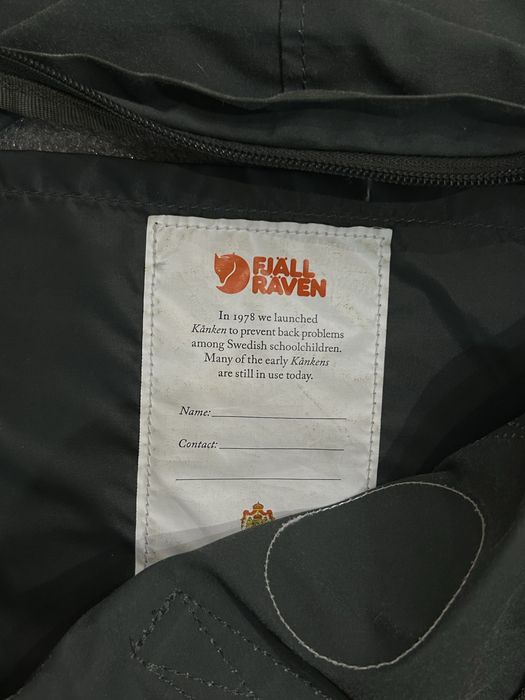 FJÄLL
RÄVEN
In 1978 we launched
Kånken to prevent back problems
among Swedish schoolchildren.
Many of the early Kånkens
are still in use today.
Name:
Contact: